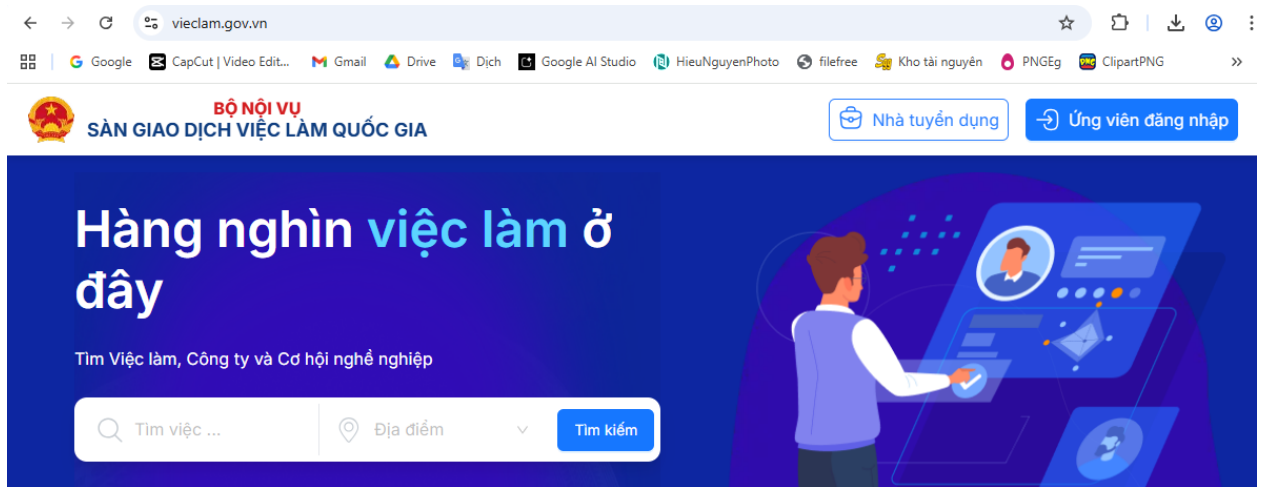 vieclam.gov.vn
Google CapCut | Video Edit... Gmail Drive Dịch Google AI Studio HieuNguyenPhoto filefree Kho tài nguyên PNGEg ClipartPNG »
BỘ NỘI VỤ
SÀN GIAO DỊCH VIỆC LÀM QUỐC GIA
Nhà tuyển dụng
Ứng viên đăng nhập
Hàng nghìn việc làm ở
đây
Tìm Việc làm, Công ty và Cơ hội nghề nghiệp
Tìm việc ...
Địa điểm
Tìm kiếm